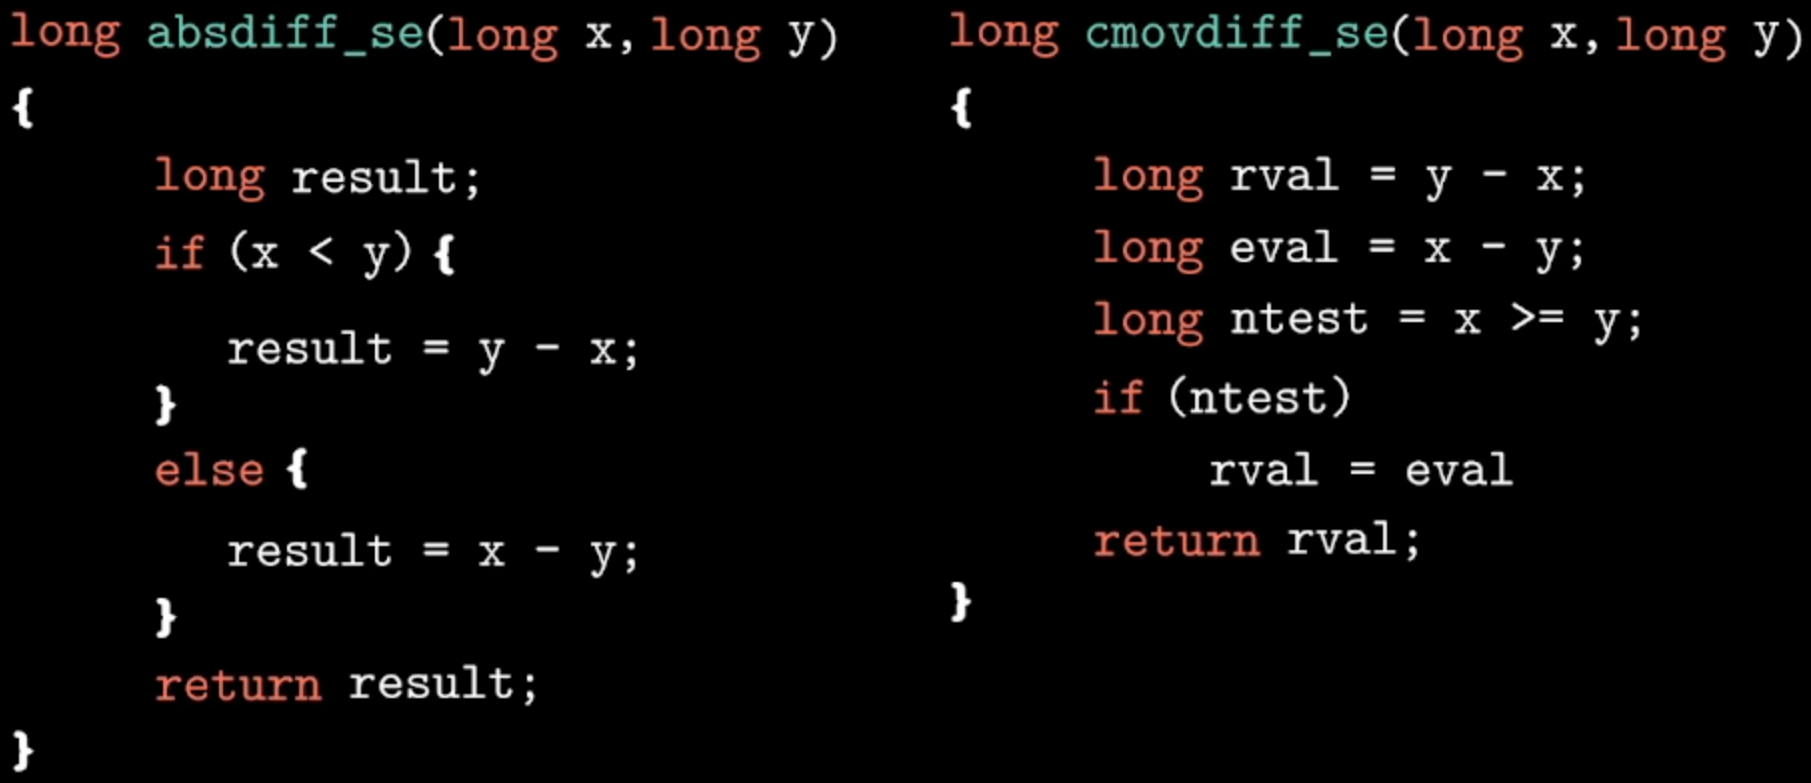 long absdiff_se(long x, long y)
{
long result;
if (x < y) {
result = y - x;
}
else {
result = x - y;
}
return result;
}
long cmovdiff_se(long x, long y)
{
long rval = y - x;
long eval = x - y;
long ntest = x >= y;
if (ntest)
rval = eval
return rval;
}